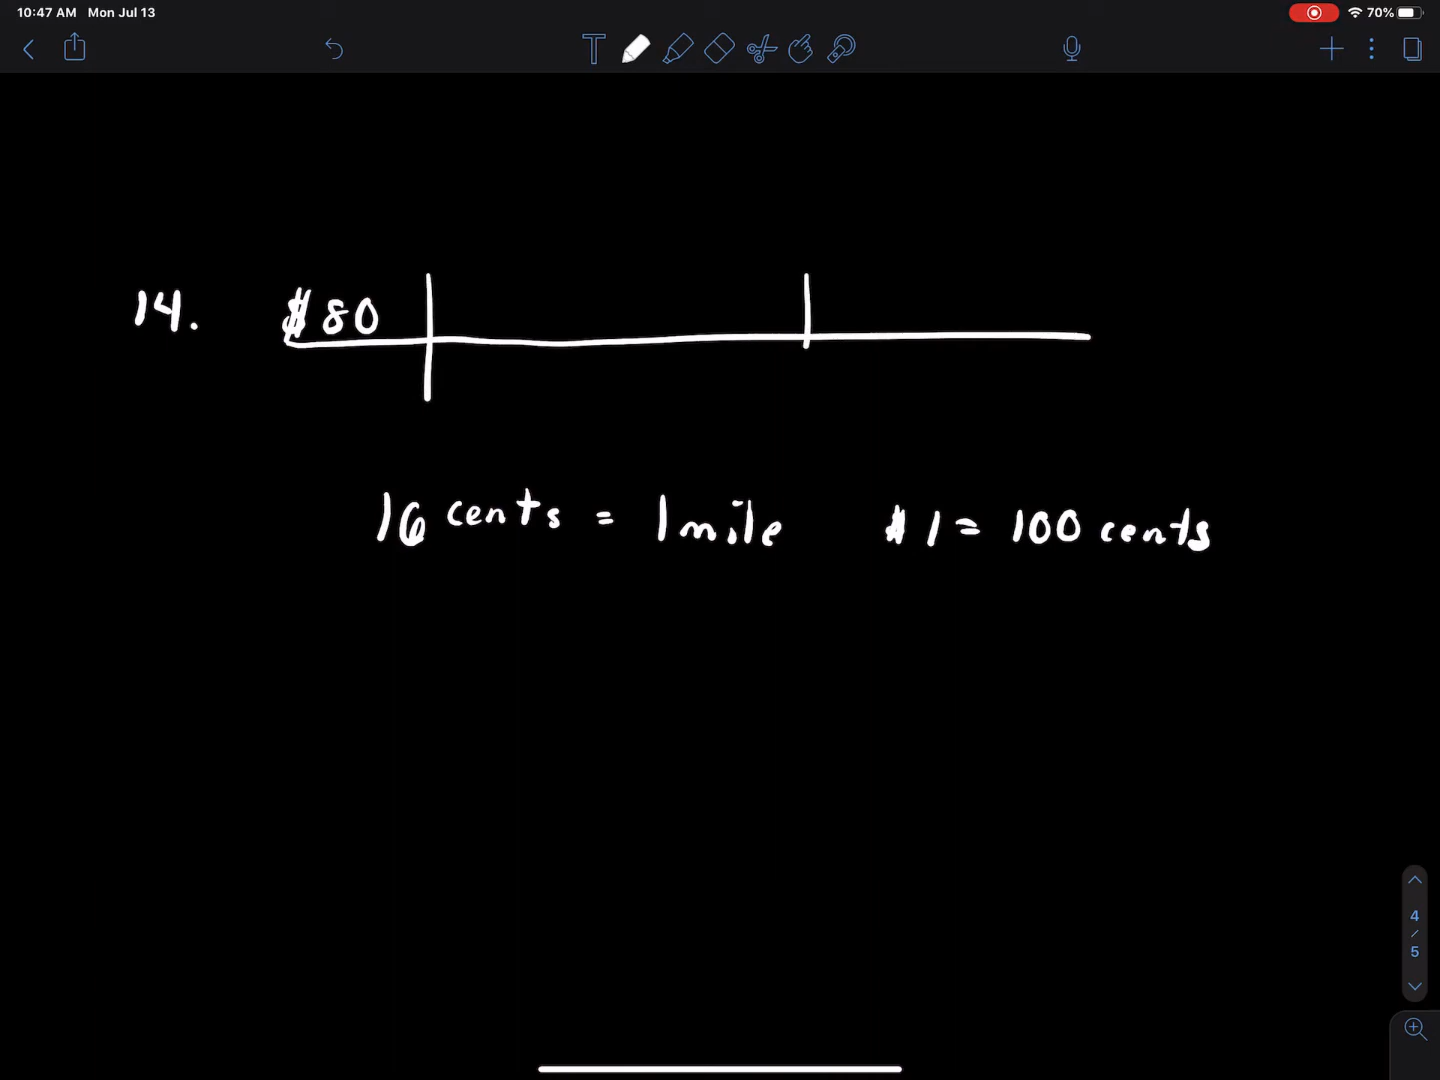 10:47 AM Mon Jul 13
70%
T
14. $80
16 cents = 1 mile $1 = 100 cents
4
/
5